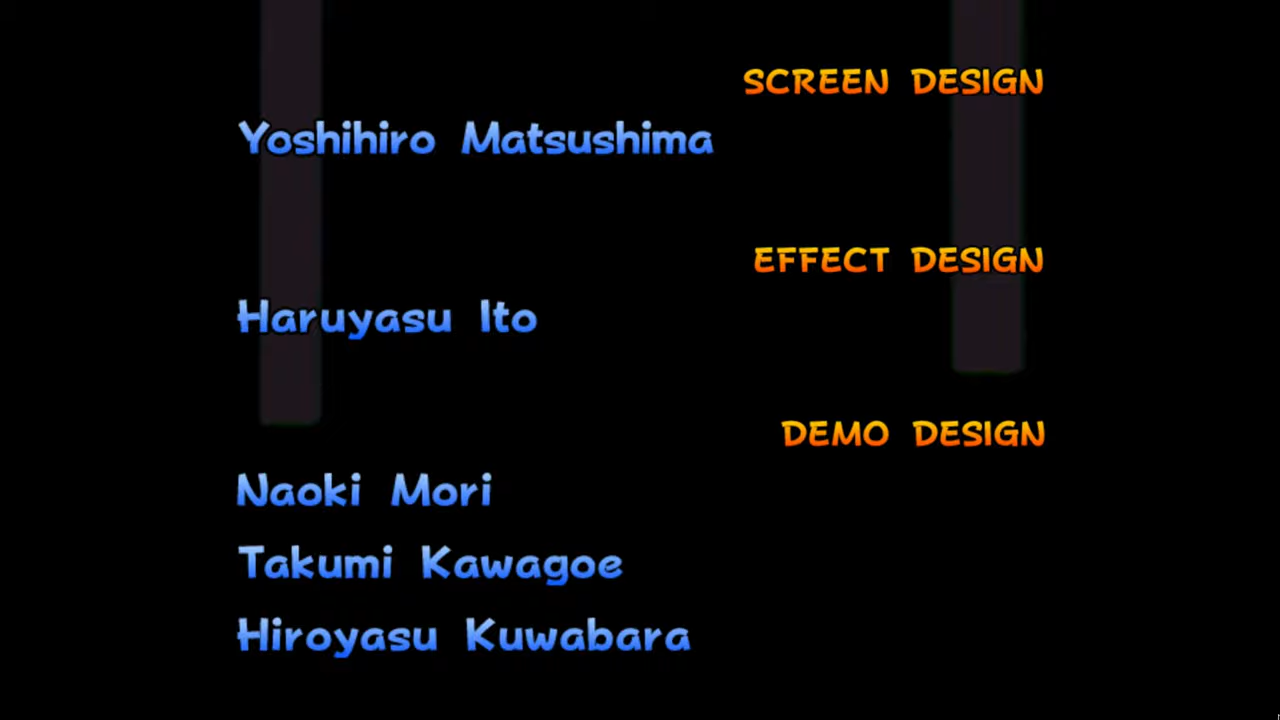 SCREEN DESIGN
Yoshihiro Matsushima
EFFECT DESIGN
Haruyasu Ito
DEMO DESIGN
Naoki Mori
Takumi Kawagoe
Hiroyasu Kuwabara